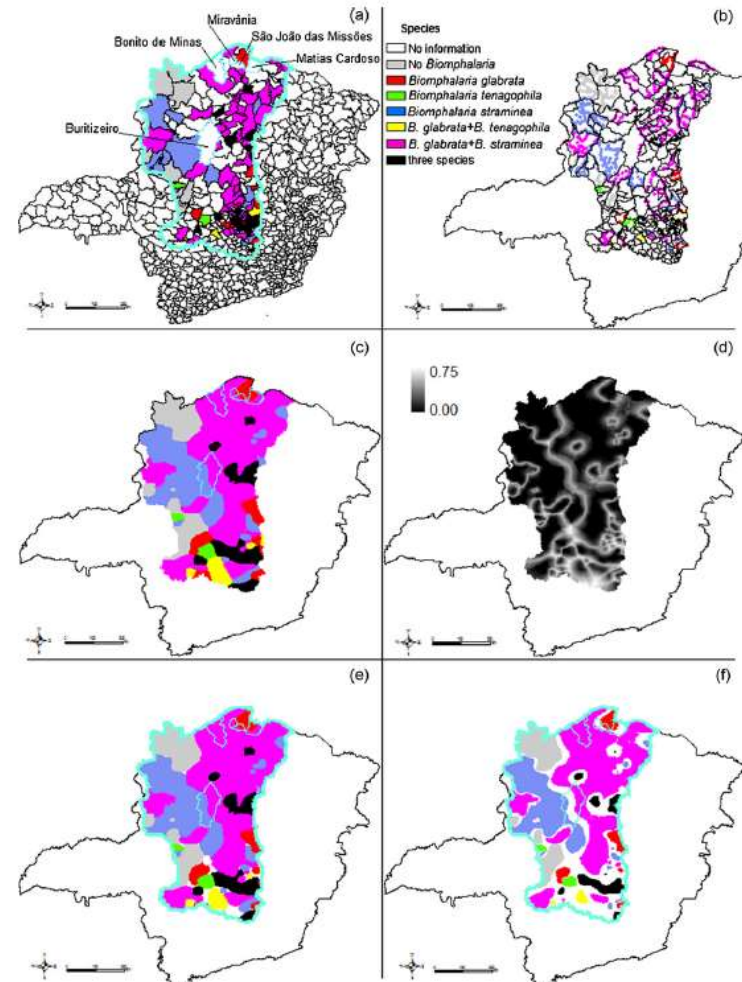 (a)
Miravânia
São João das Missões
Bonito de Minas
Matias Cardoso
Buritizeiro
(b)
Species
No information
No Biomphalaria
Biomphalaria glabrata
Biomphalaria tenagophila
Biomphalaria straminea
B. glabrata+B. tenagophila
B. glabrata+B. straminea
three species
(c)
(d)
0.75
0.00
(e)
(f)